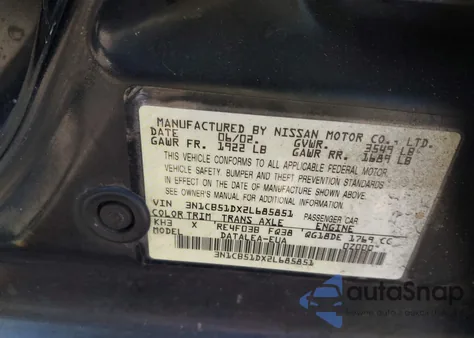 MANUFACTURED BY NISSAN MOTOR CO., LTD.
DATE 06/02 GVWR. 3549 LB
GAWR FR. 1922 LB GAWR RR. 1689 LB
THIS VEHICLE CONFORMS TO ALL APPLICABLE FEDERAL MOTOR
VEHICLE SAFETY, BUMPER AND THEFT PREVENTION STANDARDS
IN EFFECT ON THE DATE OF MANUFACTURE SHOWN ABOVE.
SEE OWNER'S MANUAL FOR ADDITIONAL INFORMATION.
VIN 3N1CB51DX2L685851 PASSENGER CAR
COLOR TRIM TRANS AXLE ENGINE
KH3 X RE4F03B FQ38 QG18DE 1769 CC
MODEL DATALEA-EUA 0Z000
3N1CB51DX2L685851
autoSnap